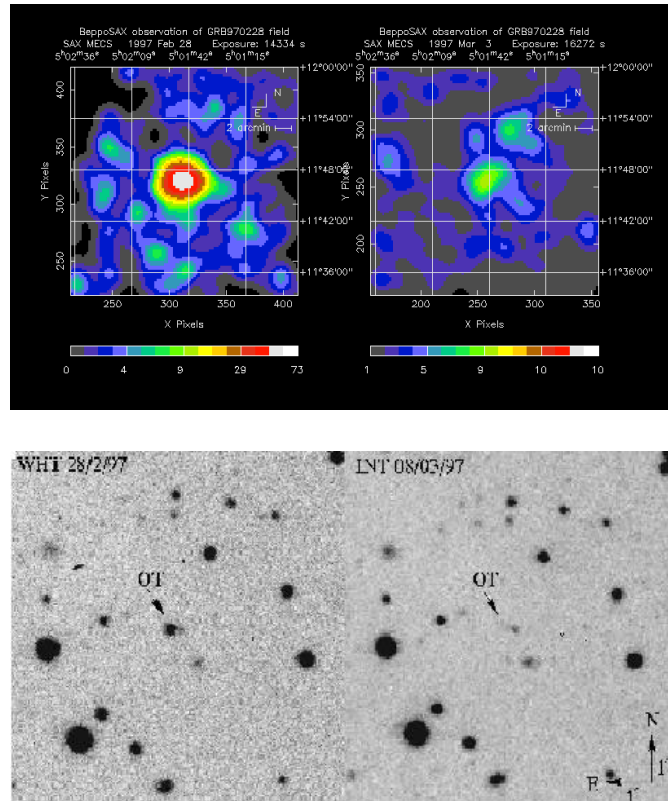 BeppoSAX observation of GRB970228 field
SAX MECS 1997 Feb 28 Exposure: 14334 s
5ʰ02ᵐ36ˢ 5ʰ02ᵐ09ˢ 5ʰ01ᵐ42ˢ 5ʰ01ᵐ15ˢ
400
350
300
250
Y Pixels
N
E
2 arcmin
+12°00'00"
+11°54'00"
+11°48'00"
+11°42'00"
+11°36'00"
250 300 350 400
X Pixels
0 4 9 29 73
BeppoSAX observation of GRB970228 field
SAX MECS 1997 Mar 3 Exposure: 16272 s
5ʰ02ᵐ36ˢ 5ʰ02ᵐ09ˢ 5ʰ01ᵐ42ˢ 5ʰ01ᵐ15ˢ
350
300
250
Y Pixels
N
E
2 arcmin
+12°00'00"
+11°54'00"
+11°48'00"
+11°42'00"
+11°36'00"
200 250 300 350
X Pixels
1 5 9 10 10
WHT 28/2/97
OT
INT 08/03/97
OT
N
1'
E
1'